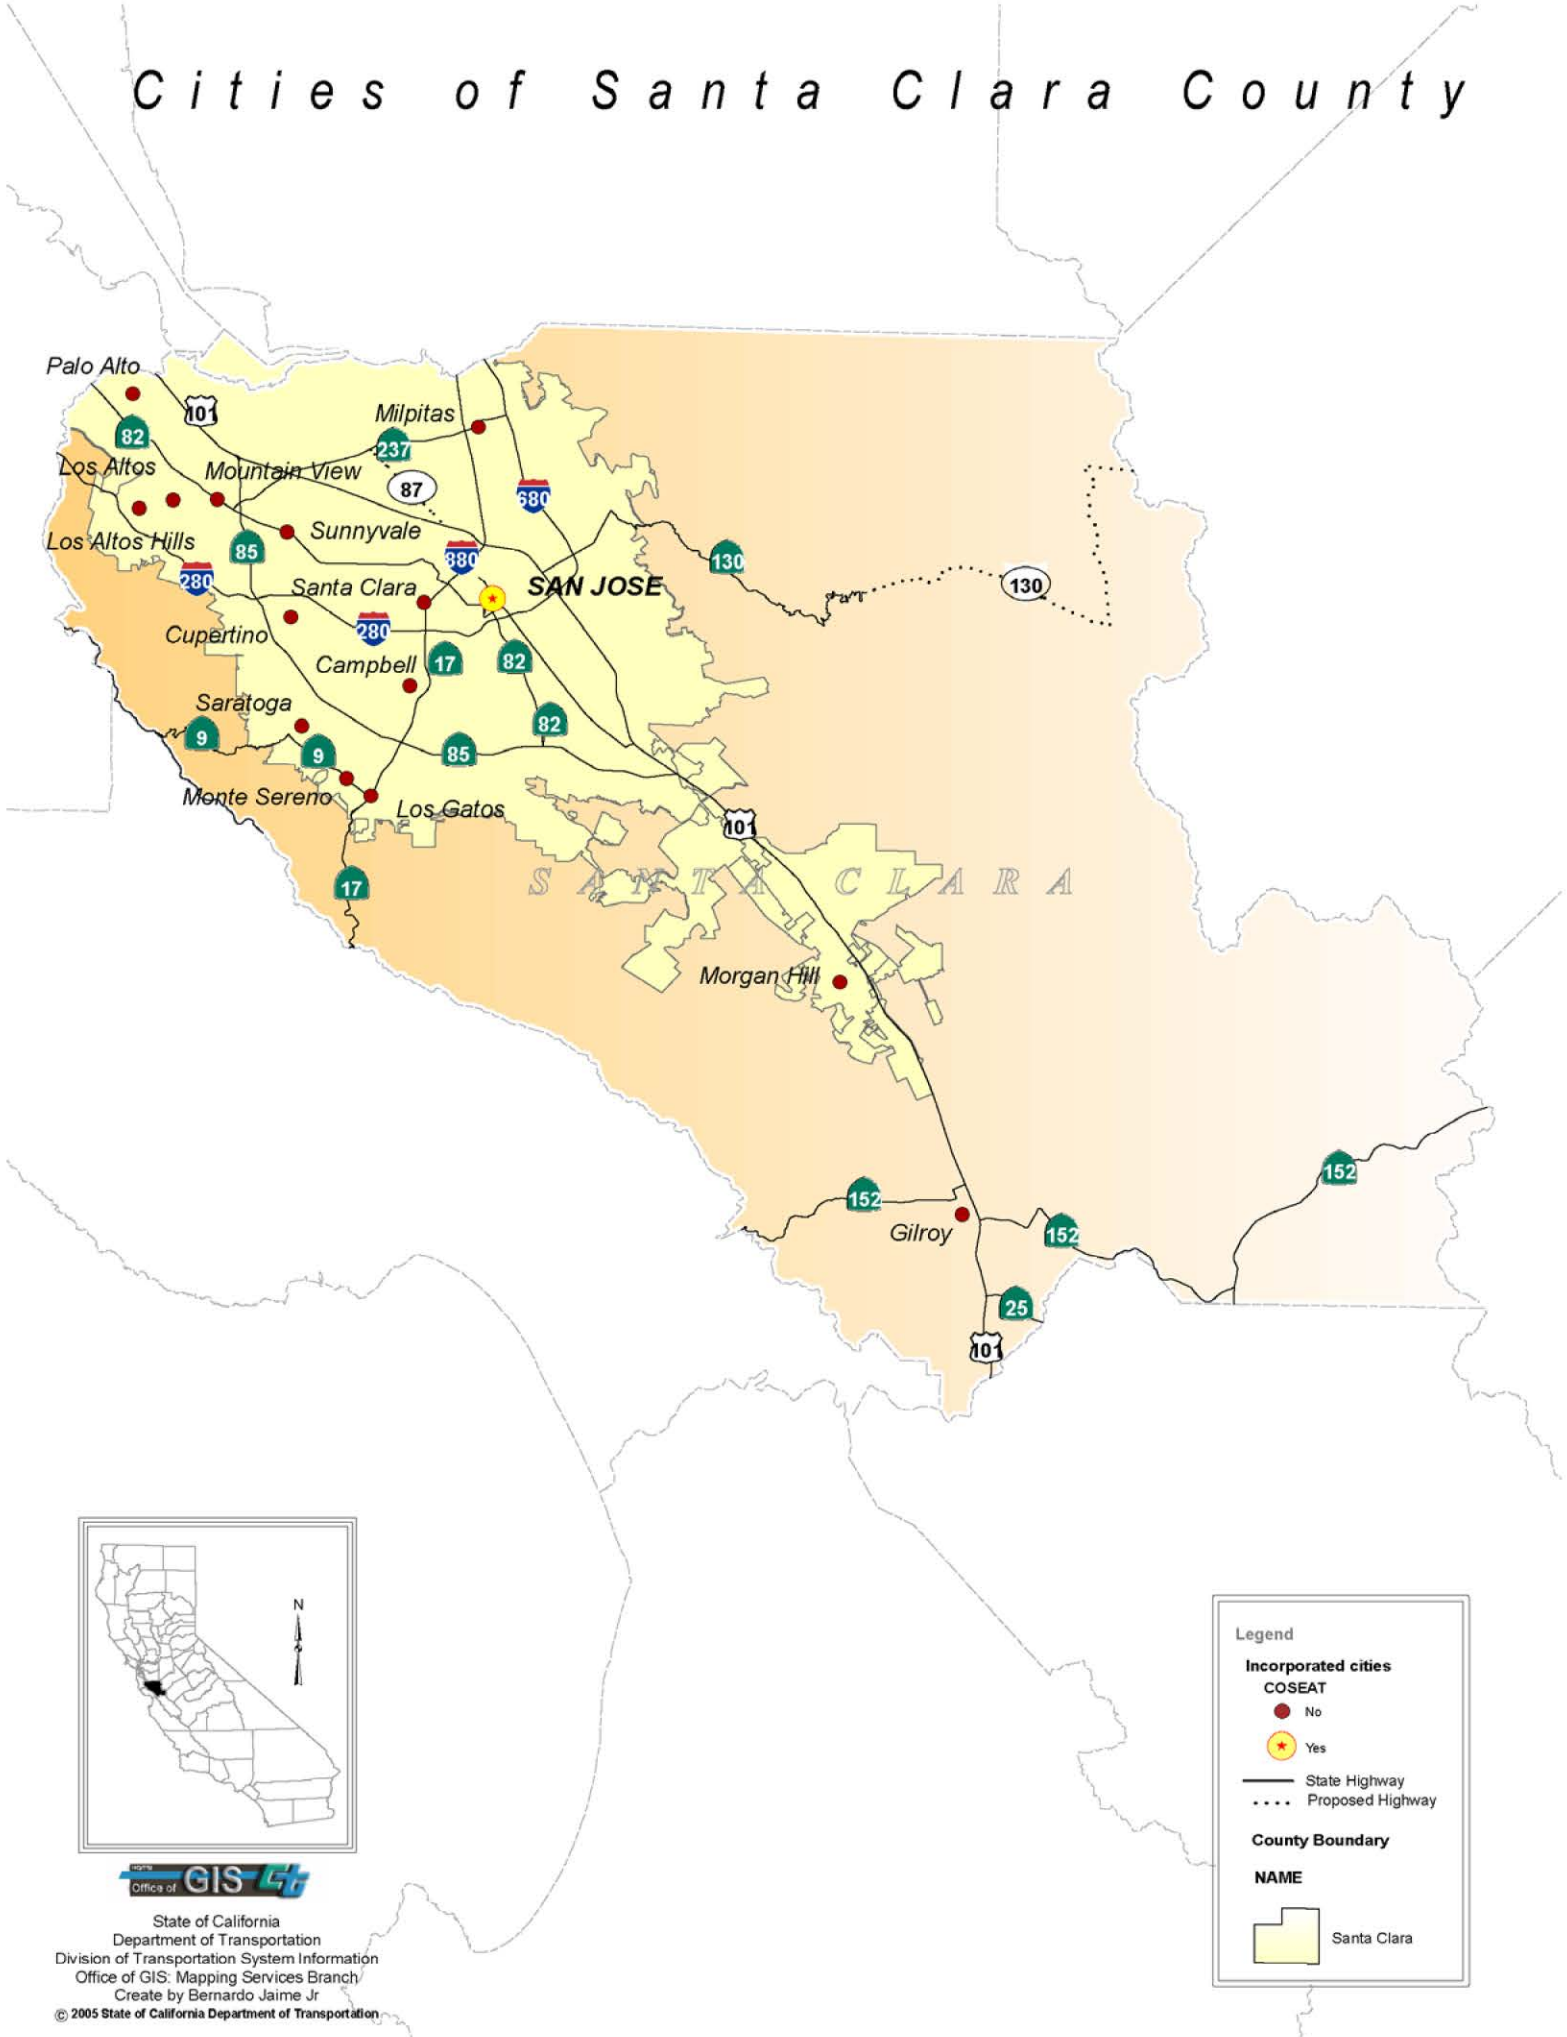 Cities of Santa Clara County
Palo Alto
101
82
Milpitas
237
Los Altos
Mountain View
87
680
Sunnyvale
Los Altos Hills
85
880
130
280
Santa Clara
SAN JOSE
130
Cupertino
280
Campbell
17
82
Saratoga
9
9
85
82
Monte Sereno
Los Gatos
101
17
SANTA CLARA
Morgan Hill
152
152
Gilroy
152
25
101
N
Legend
Incorporated cities
COSEAT
No
Yes
State Highway
Proposed Highway
County Boundary
NAME
Santa Clara
Office of GIS Ct
State of California
Department of Transportation
Division of Transportation System Information
Office of GIS: Mapping Services Branch
Create by Bernardo Jaime Jr
© 2005 State of California Department of Transportation